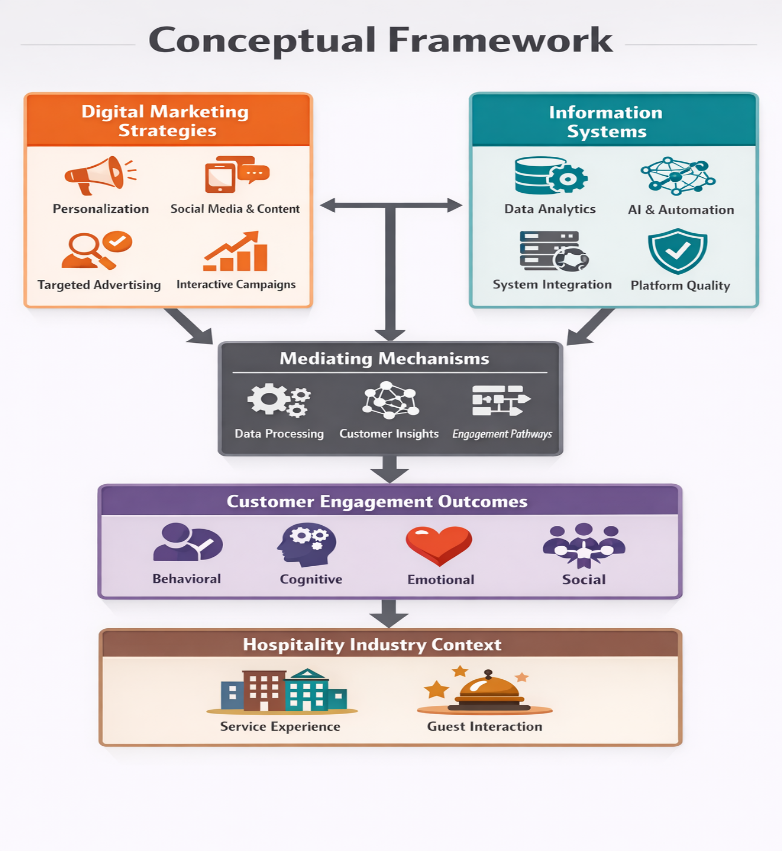 Conceptual Framework
Digital Marketing
Strategies
Personalization
Social Media & Content
Targeted Advertising
Interactive Campaigns
Information
Systems
Data Analytics
AI & Automation
System Integration
Platform Quality
Mediating Mechanisms
Data Processing
Customer Insights
Engagement Pathways
Customer Engagement Outcomes
Behavioral
Cognitive
Emotional
Social
Hospitality Industry Context
Service Experience
Guest Interaction